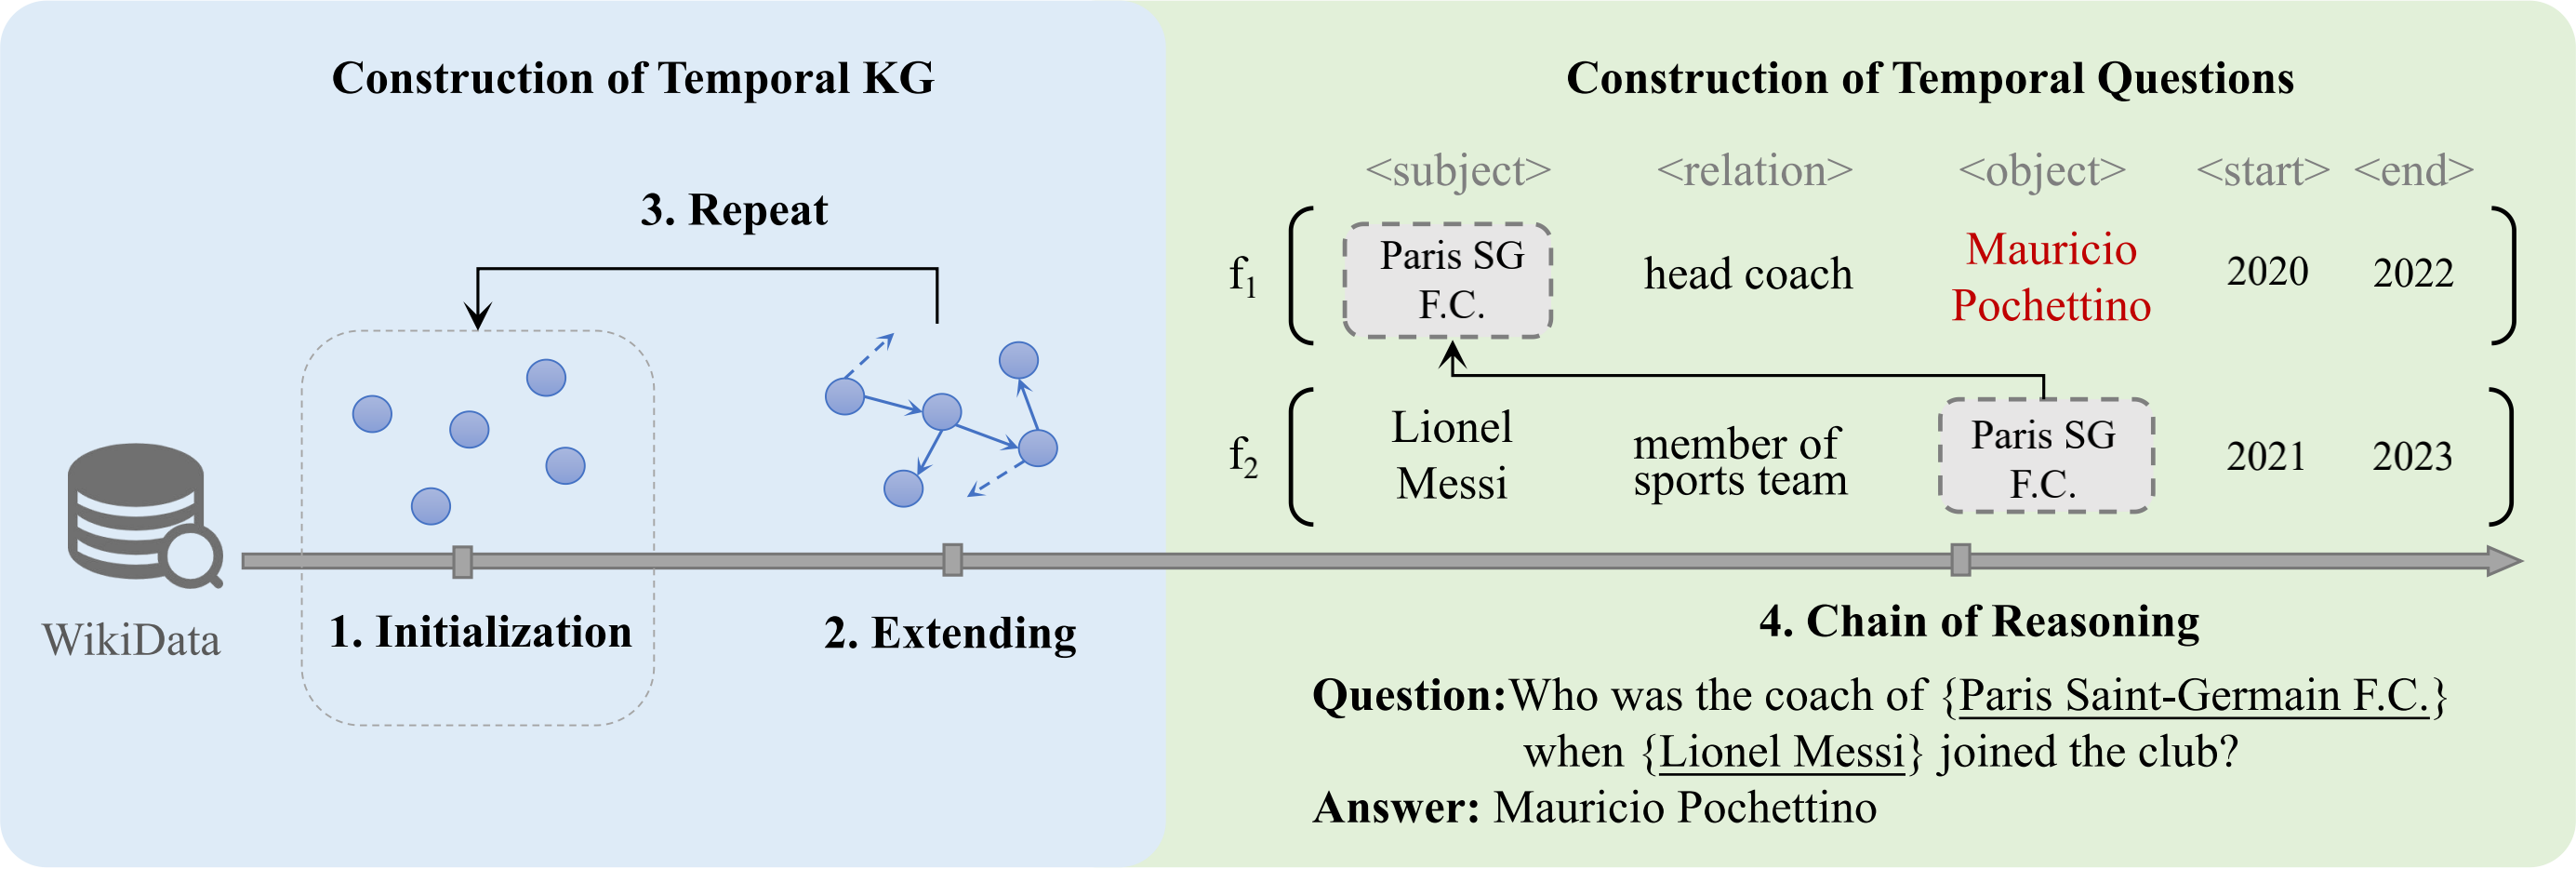 Construction of Temporal KG
3. Repeat
WikiData
1. Initialization
2. Extending
Construction of Temporal Questions
<subject> <relation> <object> <start> <end>
f1
Paris SG
F.C.
head coach
Mauricio
Pochettino
2020
2022
f2
Lionel
Messi
member of
sports team
Paris SG
F.C.
2021
2023
4. Chain of Reasoning
Question:Who was the coach of {Paris Saint-Germain F.C.}
when {Lionel Messi} joined the club?
Answer: Mauricio Pochettino